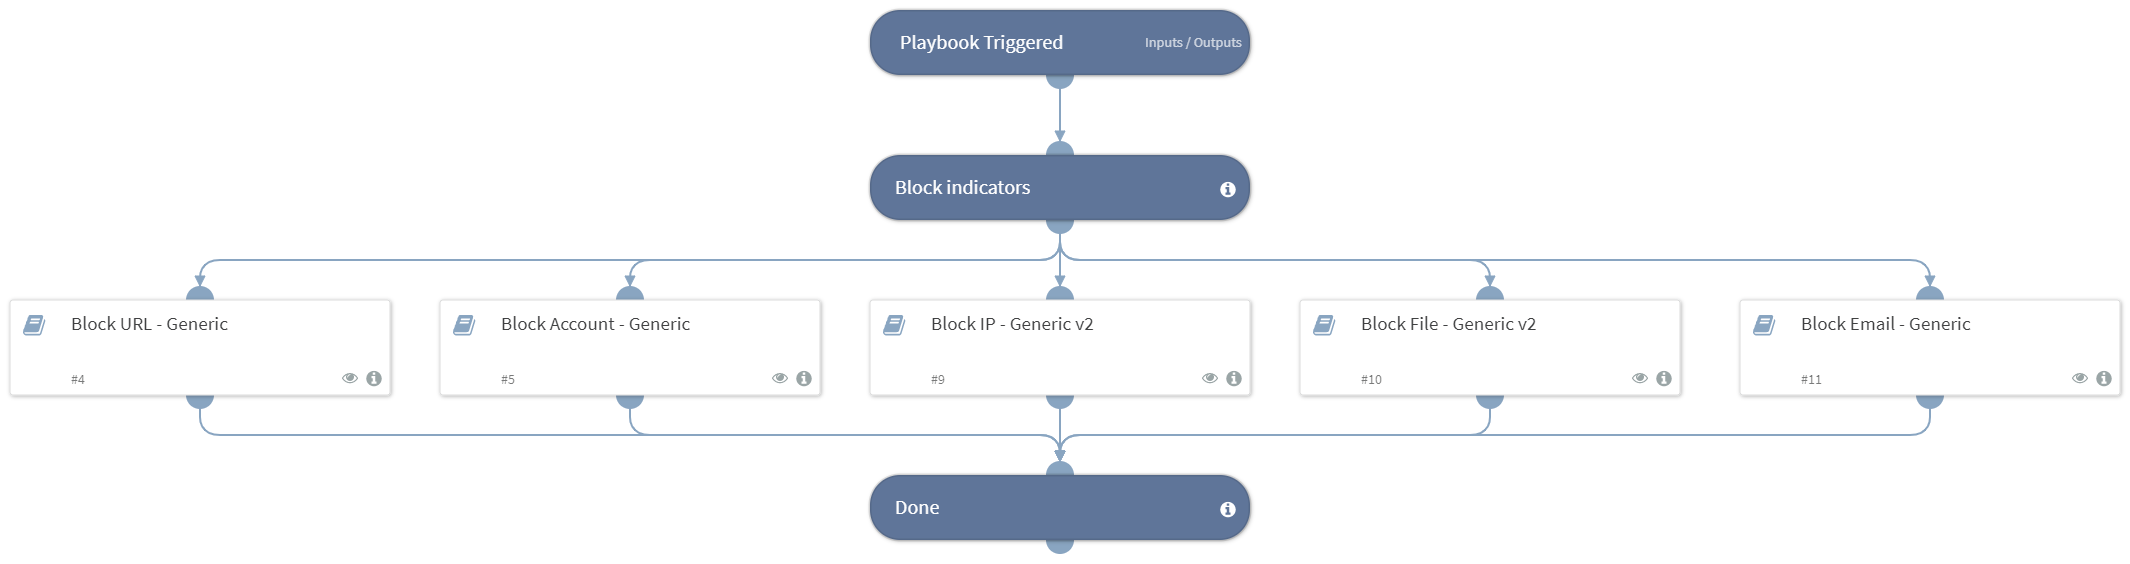 Playbook Triggered
Inputs / Outputs
Block indicators
Block URL - Generic
#4
Block Account - Generic
#5
Block IP - Generic v2
#9
Block File - Generic v2
#10
Block Email - Generic
#11
Done